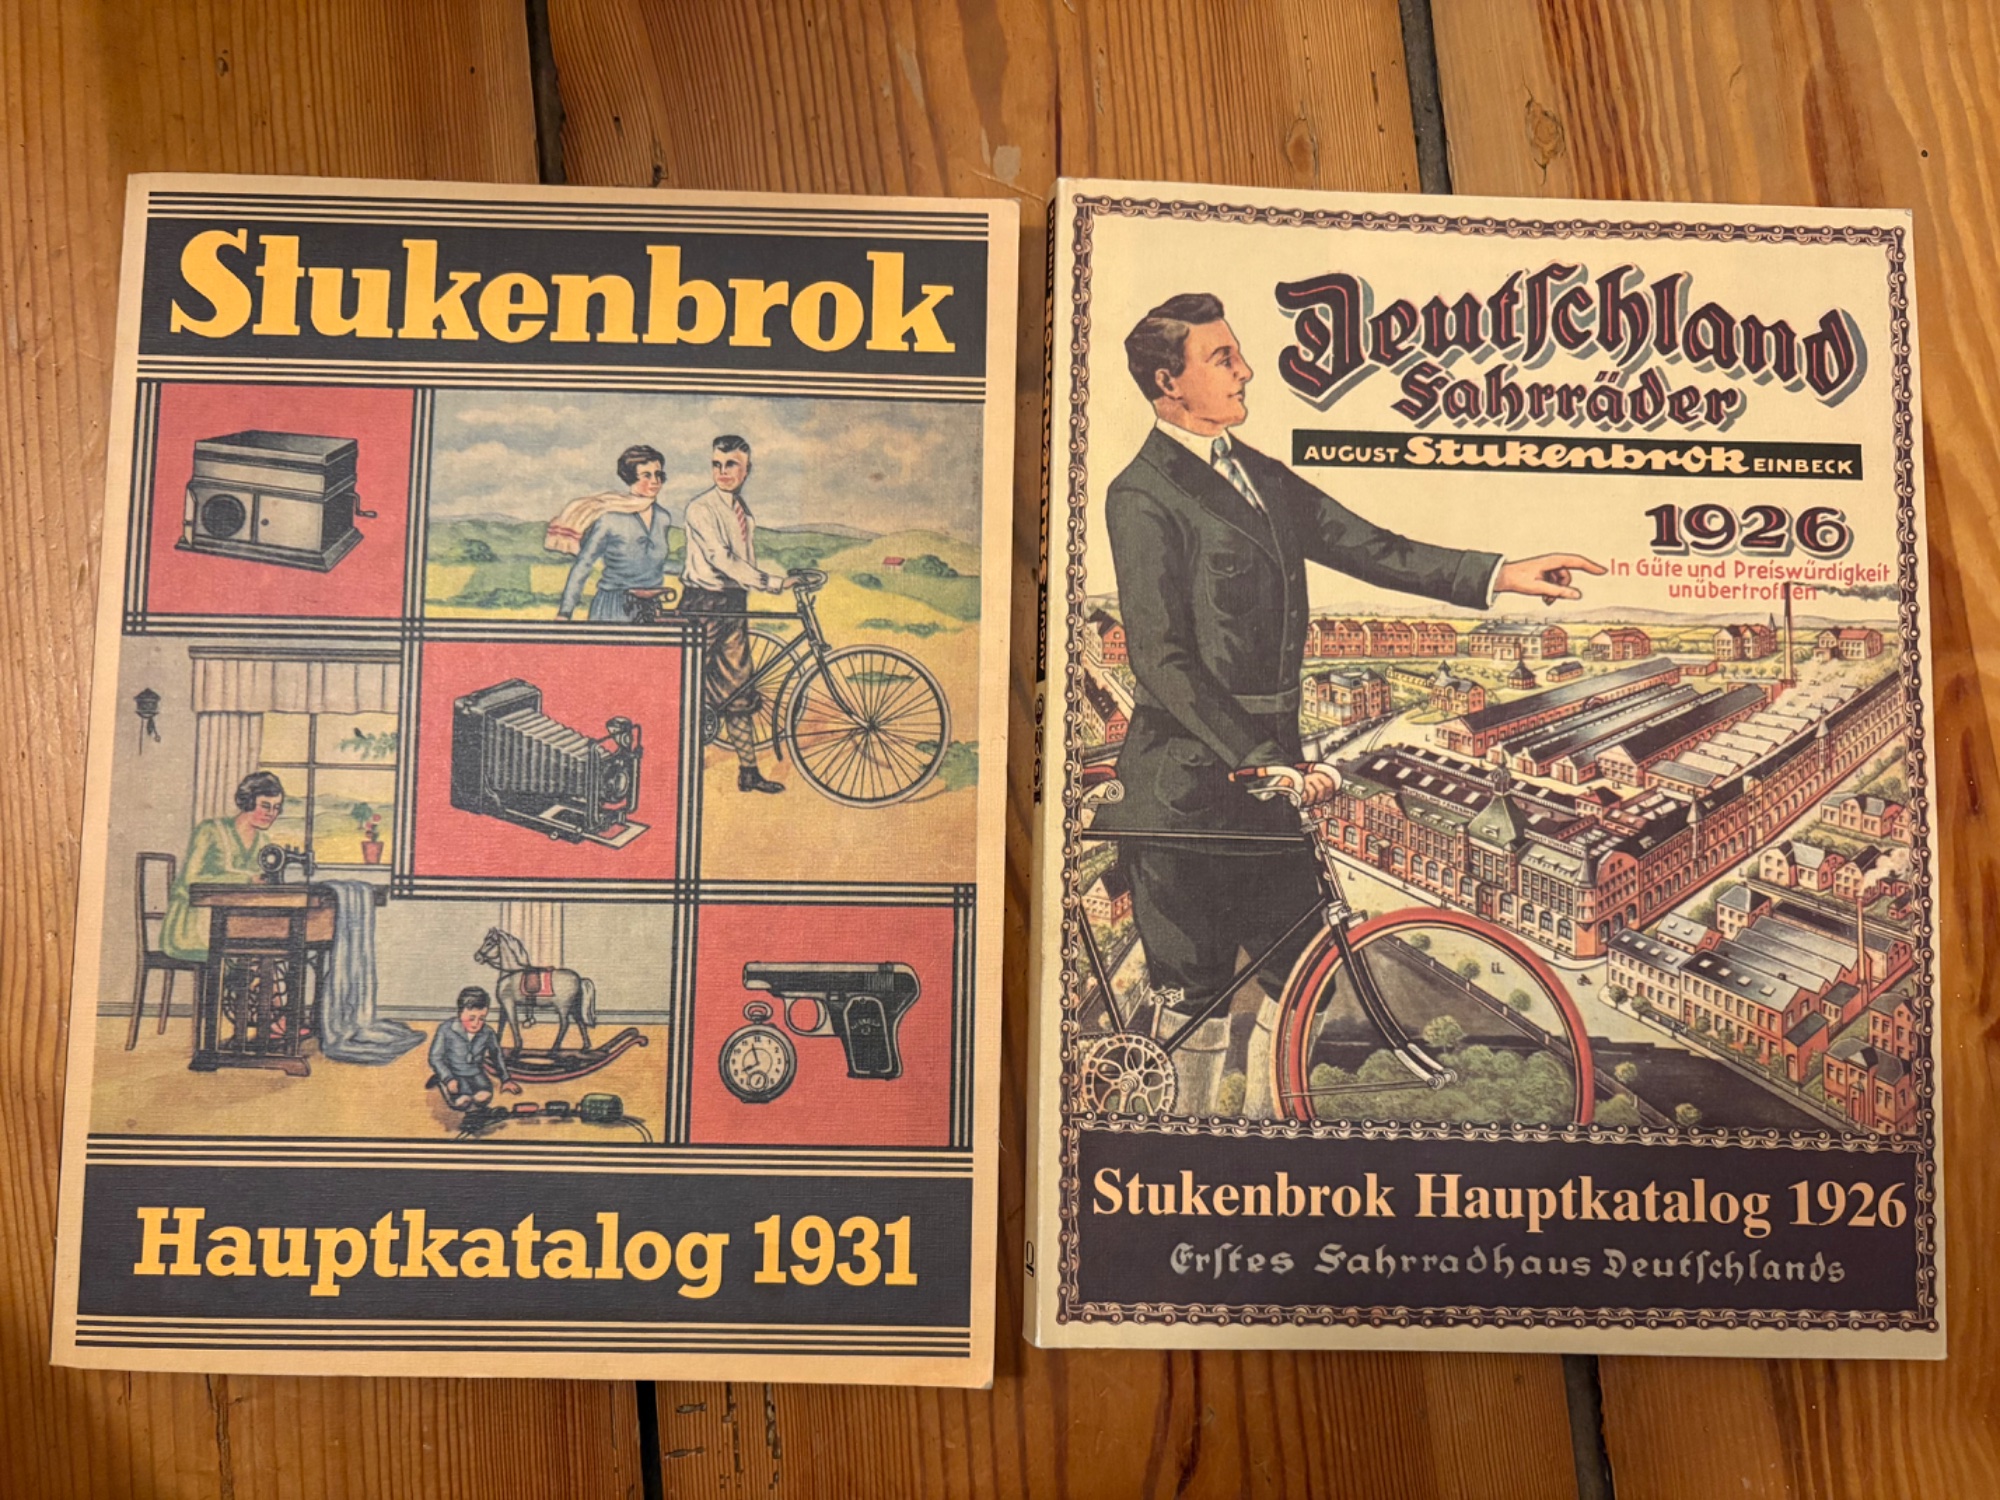 Stukenbrok
Hauptkatalog 1931
Deutſchland
Fahrräder
AUGUST Stukenbrok EINBECK
1926
In Güte und Preiswürdigkeit
unübertroffen
Stukenbrok Hauptkatalog 1926
Erſtes Fahrradhaus Deutſchlands